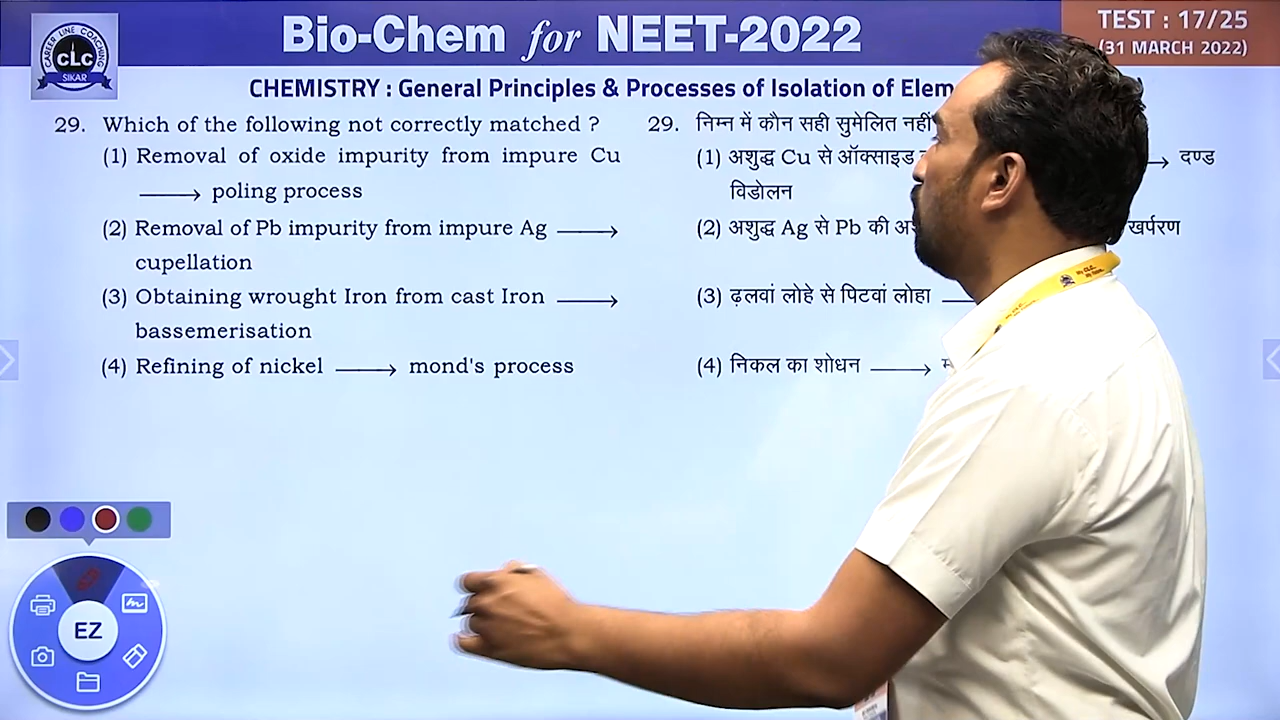 Bio-Chem for NEET-2022
TEST : 17/25
(31 MARCH 2022)
CAREER LINE COACHING
CLC
SIKAR
CHEMISTRY : General Principles & Processes of Isolation of Elem
29. Which of the following not correctly matched ?
(1) Removal of oxide impurity from impure Cu
⟶ poling process
(2) Removal of Pb impurity from impure Ag ⟶
cupellation
(3) Obtaining wrought Iron from cast Iron ⟶
bassemerisation
(4) Refining of nickel ⟶ mond's process
29. निम्न में कौन सही सुमेलित नहीं
(1) अशुद्ध Cu से ऑक्साइड → दण्ड
विडोलन
(2) अशुद्ध Ag से Pb की खर्परण
(3) ढ़लवां लोहे से पिटवां लोहा
(4) निकल का शोधन ⟶
EZ